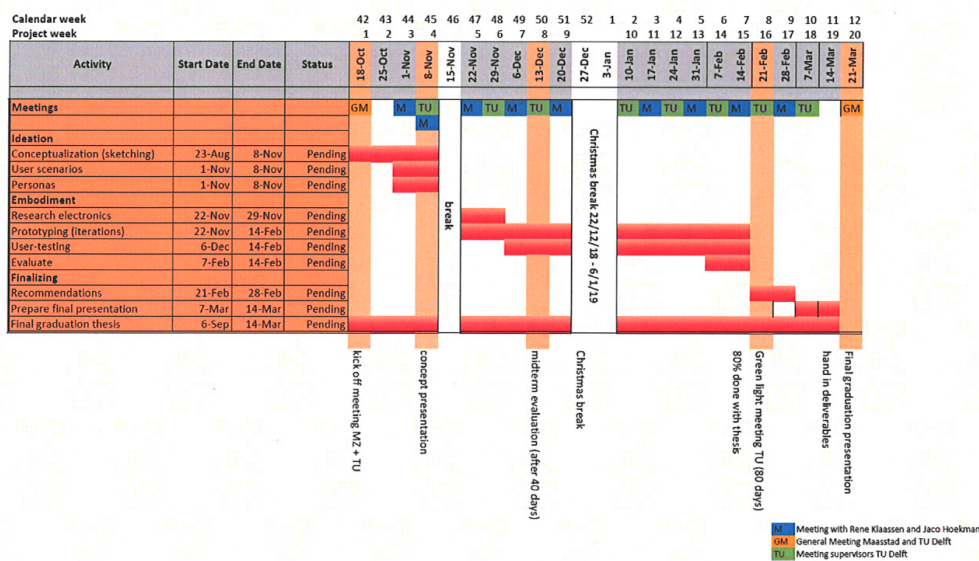 Calendar week 42 43 44 45 46 47 48 49 50 51 52 1 2 3 4 5 6 7 8 9 10 11 12
Project week 1 2 3 4 5 6 7 8 9 10 11 12 13 14 15 16 17 18 19 20
Activity Start Date End Date Status 18-Oct 25-Oct 1-Nov 8-Nov 15-Nov 22-Nov 29-Nov 6-Dec 13-Dec 20-Dec 27-Dec 3-Jan 10-Jan 17-Jan 24-Jan 31-Jan 7-Feb 14-Feb 21-Feb 28-Feb 7-Mar 14-Mar 21-Mar
Meetings GM M TU M TU M TU M TU M TU M TU M TU M TU GM
M
Ideation
Conceptualization (sketching) 23-Aug 8-Nov Pending
User scenarios 1-Nov 8-Nov Pending
Personas 1-Nov 8-Nov Pending
Embodiment
Research electronics 22-Nov 29-Nov Pending
Prototyping (iterations) 22-Nov 14-Feb Pending
User-testing 6-Dec 14-Feb Pending
Evaluate 7-Feb 14-Feb Pending
Finalizing
Recommendations 21-Feb 28-Feb Pending
Prepare final presentation 7-Mar 14-Mar Pending
Final graduation thesis 6-Sep 14-Mar Pending
break
Christmas break 22/12/18 - 6/1/19
kick off meeting MZ + TU
concept presentation
midterm evaluation (after 40 days)
Christmas break
80% done with thesis
Green light meeting TU (80 days)
hand in deliverables
Final graduation presentation
M Meeting with Rene Klaassen and Jaco Hoekman
GM General Meeting Maasstad and TU Delft
TU Meeting supervisors TU Delft